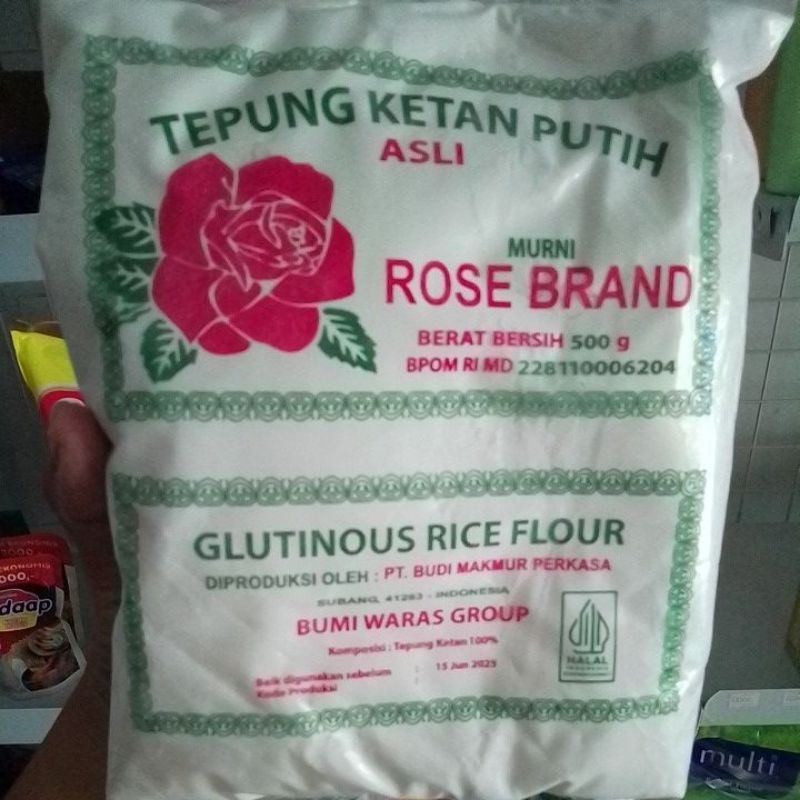 TEPUNG KETAN PUTIH
ASLI
MURNI
ROSE BRAND
BERAT BERSIH 500 g
BPOM RI MD 228110006204
GLUTINOUS RICE FLOUR
DIPRODUKSI OLEH : PT. BUDI MAKMUR PERKASA
SUBANG, 41283 - INDONESIA
BUMI WARAS GROUP
Komposisi : Tepung Ketan 100%
Baik digunakan sebelum : 15 Jun 2025
Kode Produksi :
HALAL
INDONESIA
daap
multi